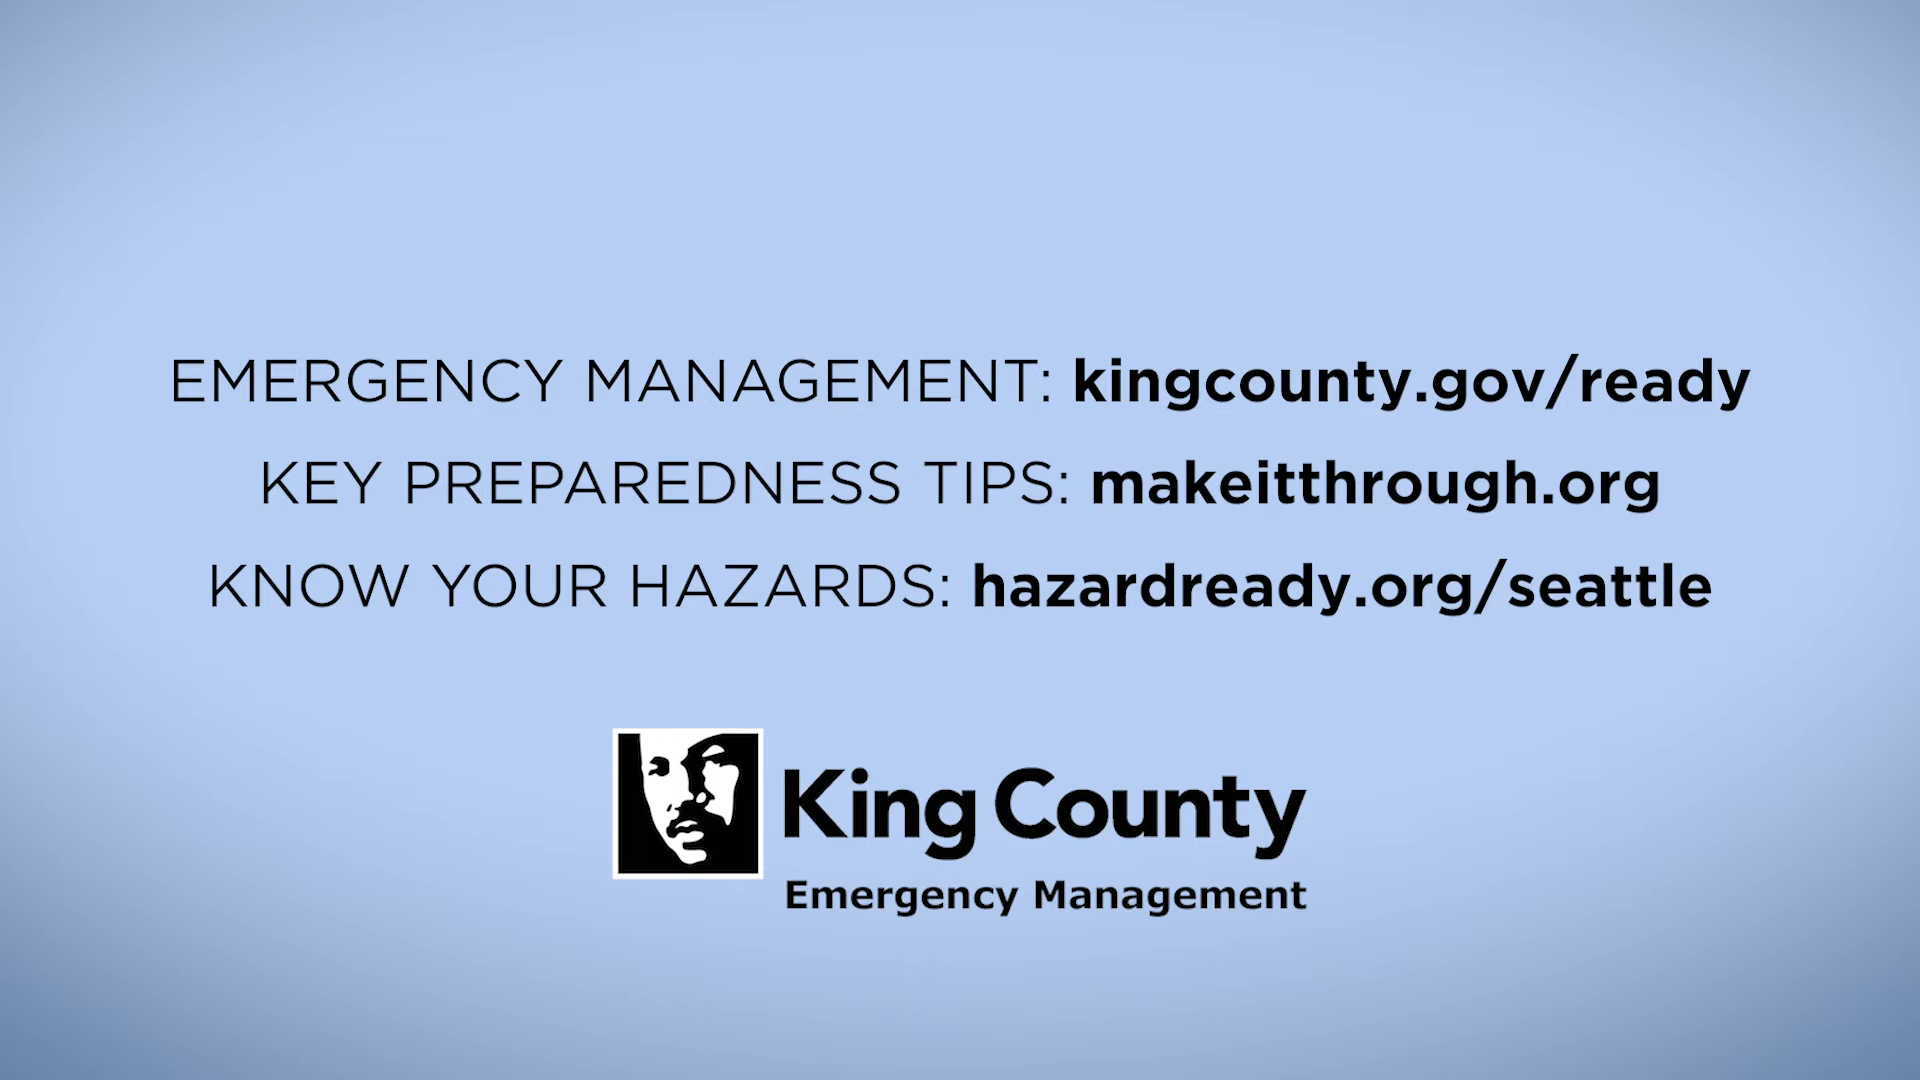 EMERGENCY MANAGEMENT: kingcounty.gov/ready
KEY PREPAREDNESS TIPS: makeitthrough.org
KNOW YOUR HAZARDS: hazardready.org/seattle
King County
Emergency Management